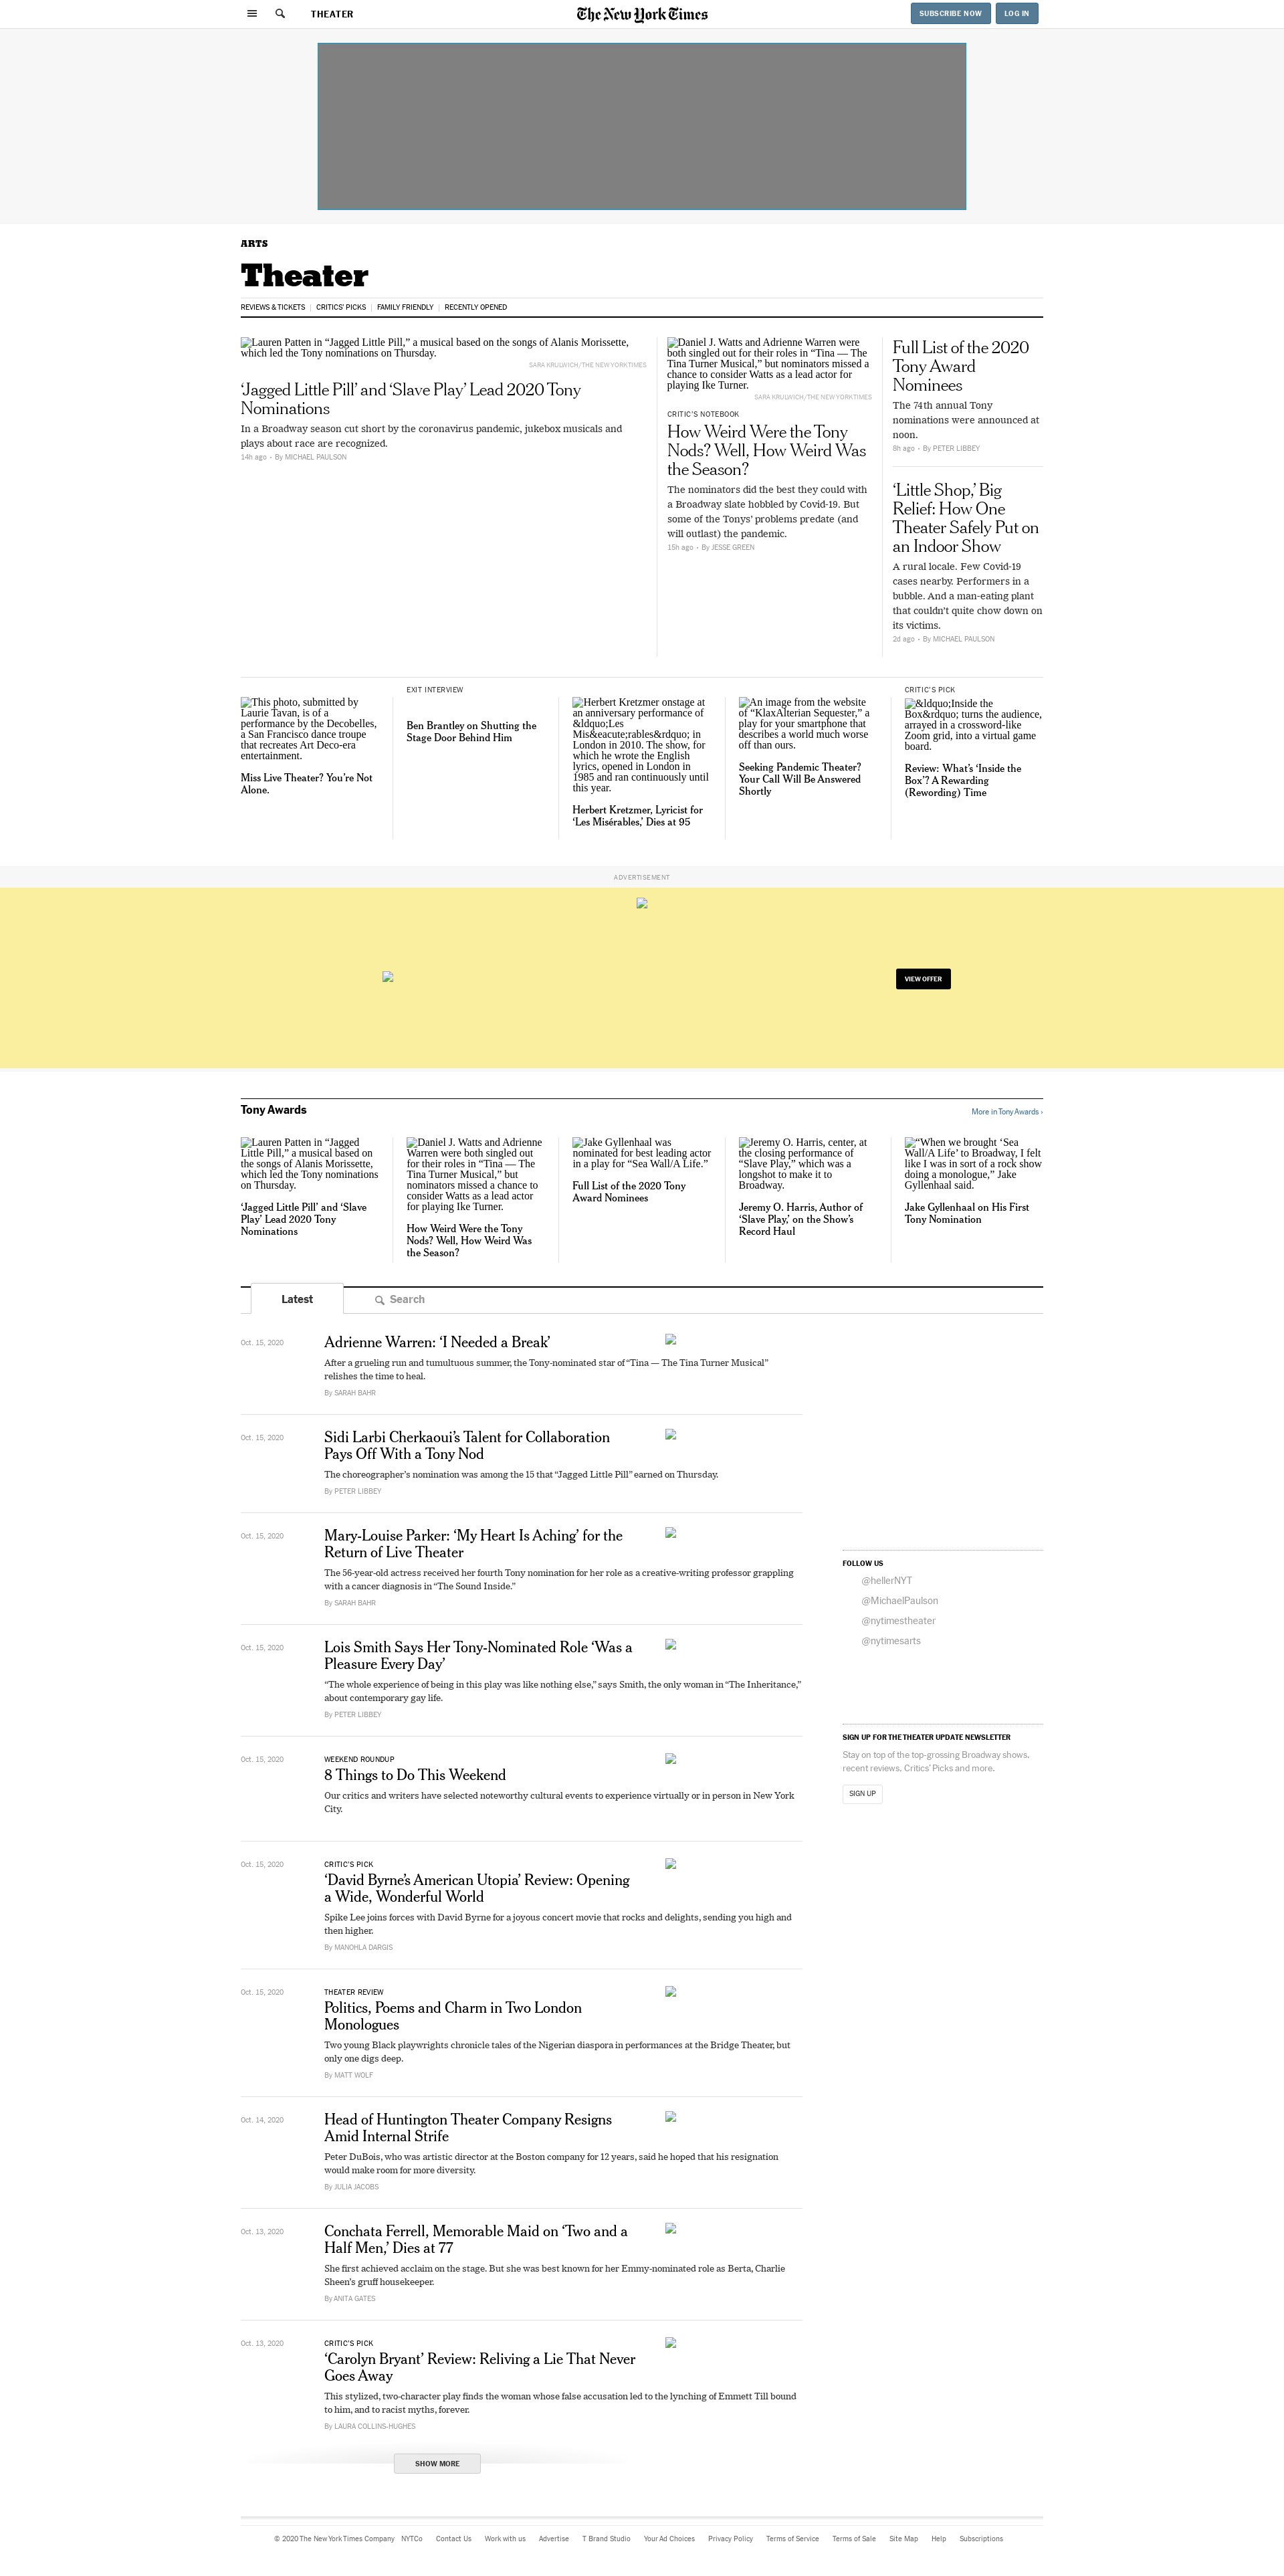 THEATER
The New York Times
SUBSCRIBE NOW
LOG IN
ARTS
Theater
REVIEWS & TICKETS
CRITICS' PICKS
FAMILY FRIENDLY
RECENTLY OPENED
Lauren Patten in “Jagged Little Pill,” a musical based on the songs of Alanis Morissette,
which led the Tony nominations on Thursday.
SARA KRULWICH/THE NEW YORK TIMES
‘Jagged Little Pill’ and ‘Slave Play’ Lead 2020 Tony
Nominations
In a Broadway season cut short by the coronavirus pandemic, jukebox musicals and
plays about race are recognized.
14h ago • By MICHAEL PAULSON
Daniel J. Watts and Adrienne Warren were
both singled out for their roles in “Tina — The
Tina Turner Musical,” but nominators missed a
chance to consider Watts as a lead actor for
playing Ike Turner.
SARA KRULWICH/THE NEW YORK TIMES
CRITIC’S NOTEBOOK
How Weird Were the Tony
Nods? Well, How Weird Was
the Season?
The nominators did the best they could with
a Broadway slate hobbled by Covid-19. But
some of the Tonys’ problems predate (and
will outlast) the pandemic.
15h ago • By JESSE GREEN
Full List of the 2020
Tony Award
Nominees
The 74th annual Tony
nominations were announced at
noon.
8h ago • By PETER LIBBEY
‘Little Shop,’ Big
Relief: How One
Theater Safely Put on
an Indoor Show
A rural locale. Few Covid-19
cases nearby. Performers in a
bubble. And a man-eating plant
that couldn’t quite chow down on
its victims.
2d ago • By MICHAEL PAULSON
This photo, submitted by
Laurie Tavan, is of a
performance by the Decobelles,
a San Francisco dance troupe
that recreates Art Deco-era
entertainment.
Miss Live Theater? You’re Not
Alone.
EXIT INTERVIEW
Ben Brantley on Shutting the
Stage Door Behind Him
Herbert Kretzmer onstage at
an anniversary performance of
&ldquo;Les
Mis&eacute;rables&rdquo; in
London in 2010. The show, for
which he wrote the English
lyrics, opened in London in
1985 and ran continuously until
this year.
Herbert Kretzmer, Lyricist for
‘Les Misérables,’ Dies at 95
An image from the website
of “KlaxAlterian Sequester,” a
play for your smartphone that
describes a world much worse
off than ours.
Seeking Pandemic Theater?
Your Call Will Be Answered
Shortly
CRITIC’S PICK
&ldquo;Inside the
Box&rdquo; turns the audience,
arrayed in a crossword-like
Zoom grid, into a virtual game
board.
Review: What’s ‘Inside the
Box’? A Rewarding
(Rewording) Time
ADVERTISEMENT
VIEW OFFER
Tony Awards
More in Tony Awards ›
Lauren Patten in “Jagged
Little Pill,” a musical based on
the songs of Alanis Morissette,
which led the Tony nominations
on Thursday.
‘Jagged Little Pill’ and ‘Slave
Play’ Lead 2020 Tony
Nominations
Daniel J. Watts and Adrienne
Warren were both singled out
for their roles in “Tina — The
Tina Turner Musical,” but
nominators missed a chance to
consider Watts as a lead actor
for playing Ike Turner.
How Weird Were the Tony
Nods? Well, How Weird Was
the Season?
Jake Gyllenhaal was
nominated for best leading actor
in a play for “Sea Wall/A Life.”
Full List of the 2020 Tony
Award Nominees
Jeremy O. Harris, center, at
the closing performance of
“Slave Play,” which was a
longshot to make it to
Broadway.
Jeremy O. Harris, Author of
‘Slave Play,’ on the Show’s
Record Haul
“When we brought ‘Sea
Wall/A Life’ to Broadway, I felt
like I was in sort of a rock show
doing a monologue,” Jake
Gyllenhaal said.
Jake Gyllenhaal on His First
Tony Nomination
Latest
Search
Oct. 15, 2020
Adrienne Warren: ‘I Needed a Break’
After a grueling run and tumultuous summer, the Tony-nominated star of “Tina — The Tina Turner Musical”
relishes the time to heal.
By SARAH BAHR
Oct. 15, 2020
Sidi Larbi Cherkaoui’s Talent for Collaboration
Pays Off With a Tony Nod
The choreographer’s nomination was among the 15 that “Jagged Little Pill” earned on Thursday.
By PETER LIBBEY
Oct. 15, 2020
Mary-Louise Parker: ‘My Heart Is Aching’ for the
Return of Live Theater
The 56-year-old actress received her fourth Tony nomination for her role as a creative-writing professor grappling
with a cancer diagnosis in “The Sound Inside.”
By SARAH BAHR
Oct. 15, 2020
Lois Smith Says Her Tony-Nominated Role ‘Was a
Pleasure Every Day’
“The whole experience of being in this play was like nothing else,” says Smith, the only woman in “The Inheritance,”
about contemporary gay life.
By PETER LIBBEY
Oct. 15, 2020
WEEKEND ROUNDUP
8 Things to Do This Weekend
Our critics and writers have selected noteworthy cultural events to experience virtually or in person in New York
City.
Oct. 15, 2020
CRITIC’S PICK
‘David Byrne’s American Utopia’ Review: Opening
a Wide, Wonderful World
Spike Lee joins forces with David Byrne for a joyous concert movie that rocks and delights, sending you high and
then higher.
By MANOHLA DARGIS
Oct. 15, 2020
THEATER REVIEW
Politics, Poems and Charm in Two London
Monologues
Two young Black playwrights chronicle tales of the Nigerian diaspora in performances at the Bridge Theater, but
only one digs deep.
By MATT WOLF
Oct. 14, 2020
Head of Huntington Theater Company Resigns
Amid Internal Strife
Peter DuBois, who was artistic director at the Boston company for 12 years, said he hoped that his resignation
would make room for more diversity.
By JULIA JACOBS
Oct. 13, 2020
Conchata Ferrell, Memorable Maid on ‘Two and a
Half Men,’ Dies at 77
She first achieved acclaim on the stage. But she was best known for her Emmy-nominated role as Berta, Charlie
Sheen’s gruff housekeeper.
By ANITA GATES
Oct. 13, 2020
CRITIC’S PICK
‘Carolyn Bryant’ Review: Reliving a Lie That Never
Goes Away
This stylized, two-character play finds the woman whose false accusation led to the lynching of Emmett Till bound
to him, and to racist myths, forever.
By LAURA COLLINS-HUGHES
SHOW MORE
FOLLOW US
@hellerNYT
@MichaelPaulson
@nytimestheater
@nytimesarts
SIGN UP FOR THE THEATER UPDATE NEWSLETTER
Stay on top of the top-grossing Broadway shows,
recent reviews, Critics’ Picks and more.
SIGN UP
© 2020 The New York Times Company NYTCo Contact Us Work with us Advertise T Brand Studio Your Ad Choices Privacy Policy Terms of Service Terms of Sale Site Map Help Subscriptions